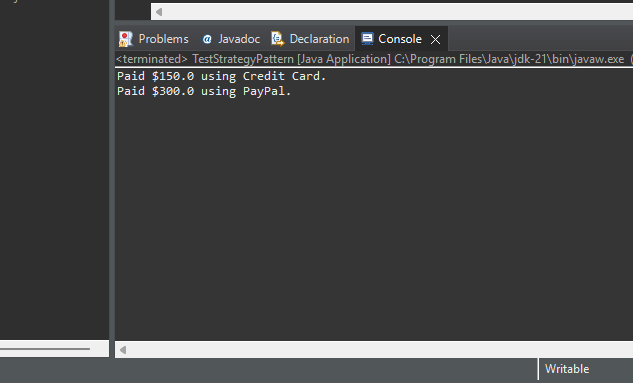 Problems Javadoc Declaration Console
<terminated> TestStrategyPattern [Java Application] C:\Program Files\Java\jdk-21\bin\javaw.exe (
Paid $150.0 using Credit Card.
Paid $300.0 using PayPal.
Writable